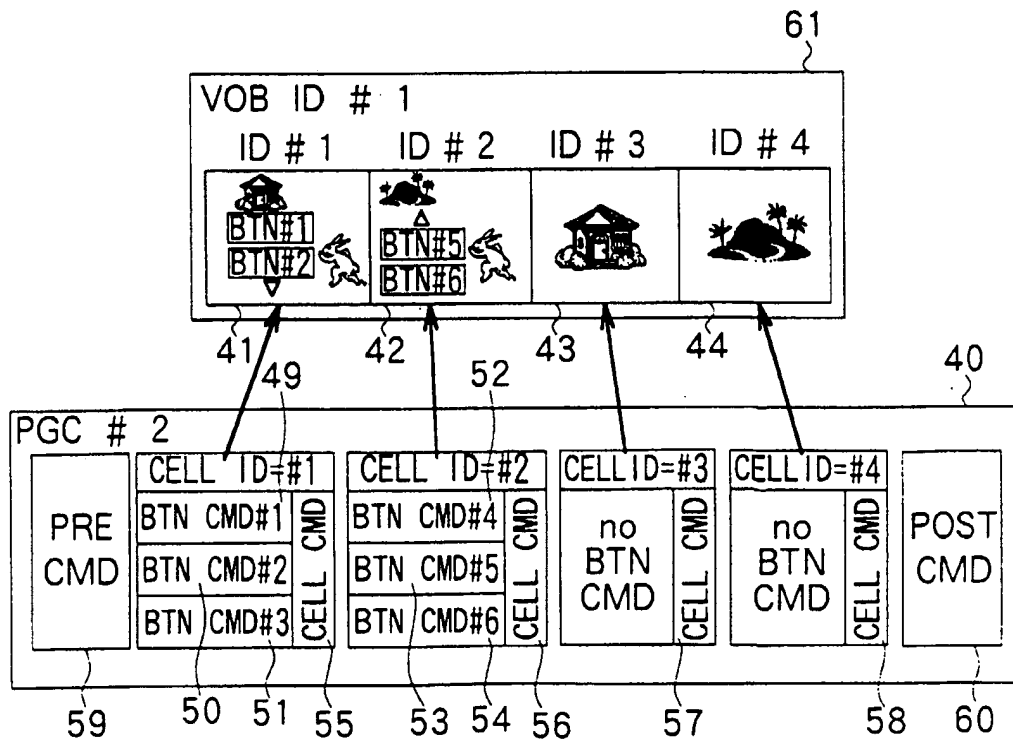 61
VOB ID # 1
ID # 1 ID # 2 ID # 3 ID # 4
BTN#1
BTN#2
BTN#5
BTN#6
41 42 43 44
49 52 40
PGC # 2
PRE CMD
CELL ID=#1
BTN CMD#1
BTN CMD#2
BTN CMD#3
CELL CMD
CELL ID=#2
BTN CMD#4
BTN CMD#5
BTN CMD#6
CELL CMD
CELL ID=#3
no
BTN
CMD
CELL CMD
CELL ID=#4
no
BTN
CMD
CELL CMD
POST
CMD
59 50 51 55 53 54 56 57 58 60